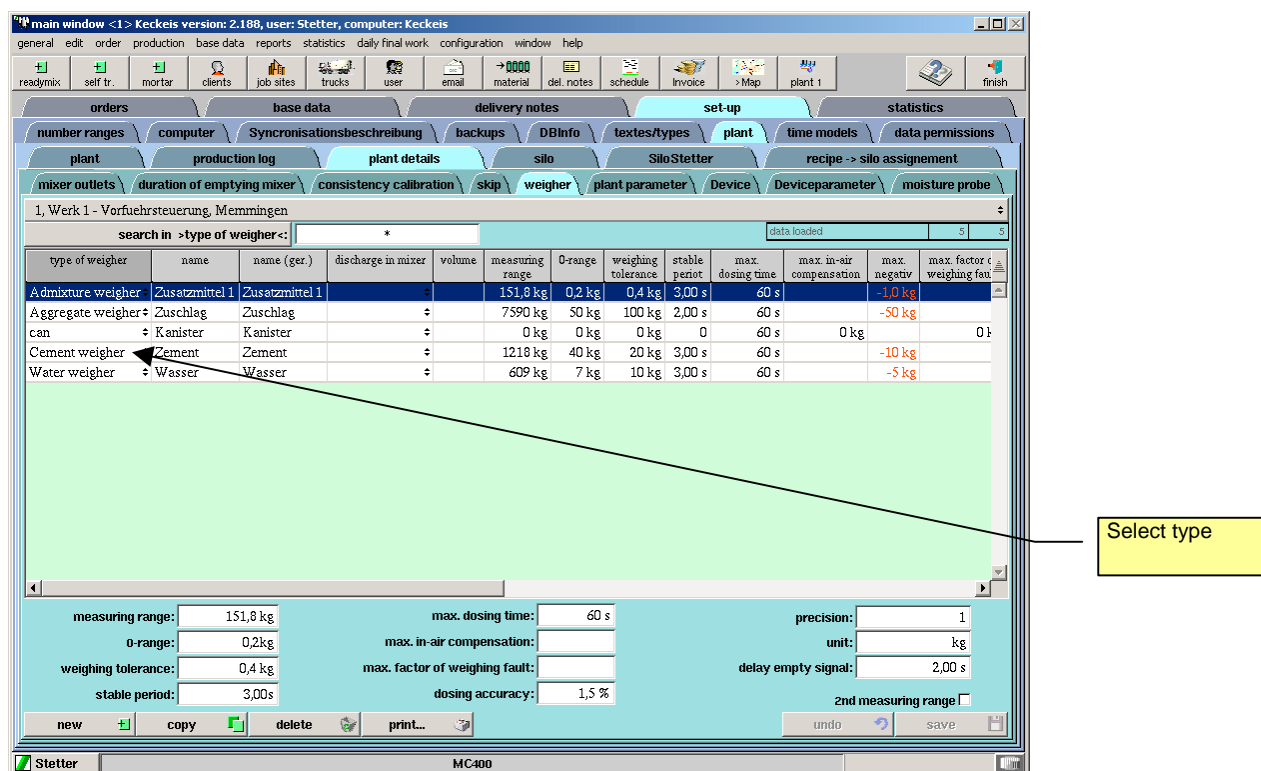 main window <1> Keckeis version: 2.188, user: Stetter, computer: Keckeis
general edit order production base data reports statistics daily final work configuration window help
readymix self tr. mortar clients job sites trucks user email material del. notes schedule Invoice >Map plant 1 finish
orders base data delivery notes set-up statistics
number ranges computer Syncronisationsbeschreibung backups DBInfo textes/types plant time models data permissions
plant production log plant details silo SiloStetter recipe -> silo assignement
mixer outlets duration of emptying mixer consistency calibration skip weigher plant parameter Device Deviceparameter moisture probe
1, Werk 1 - Vorfuehrsteuerung, Memmingen
search in >type of weigher<: * data loaded 5 5
type of weigher name name (ger.) discharge in mixer volume measuring 0-range weighing stable max. max. in-air max. max. factor
range tolerance periot dosing time compensation negativ weighing fau
Admixture weigher Zusatzmittel 1 Zusatzmittel 1 151,8 kg 0,2 kg 0,4 kg 3,00 s 60 s -1,0 kg
Aggregate weigher Zuschlag Zuschlag 7590 kg 50 kg 100 kg 2,00 s 60 s -50 kg
can Kanister Kanister 0 kg 0 kg 0 kg 0 60 s 0 kg 0 k
Cement weigher Zement Zement 1218 kg 40 kg 20 kg 3,00 s 60 s -10 kg
Water weigher Wasser Wasser 609 kg 7 kg 10 kg 3,00 s 60 s -5 kg
Select type
measuring range: 151,8 kg max. dosing time: 60 s precision: 1
0-range: 0,2kg max. in-air compensation: unit: kg
weighing tolerance: 0,4 kg max. factor of weighing fault: delay empty signal: 2,00 s
stable period: 3,00s dosing accuracy: 1,5 % 2nd measuring range
new copy delete print... undo save
Stetter MC400